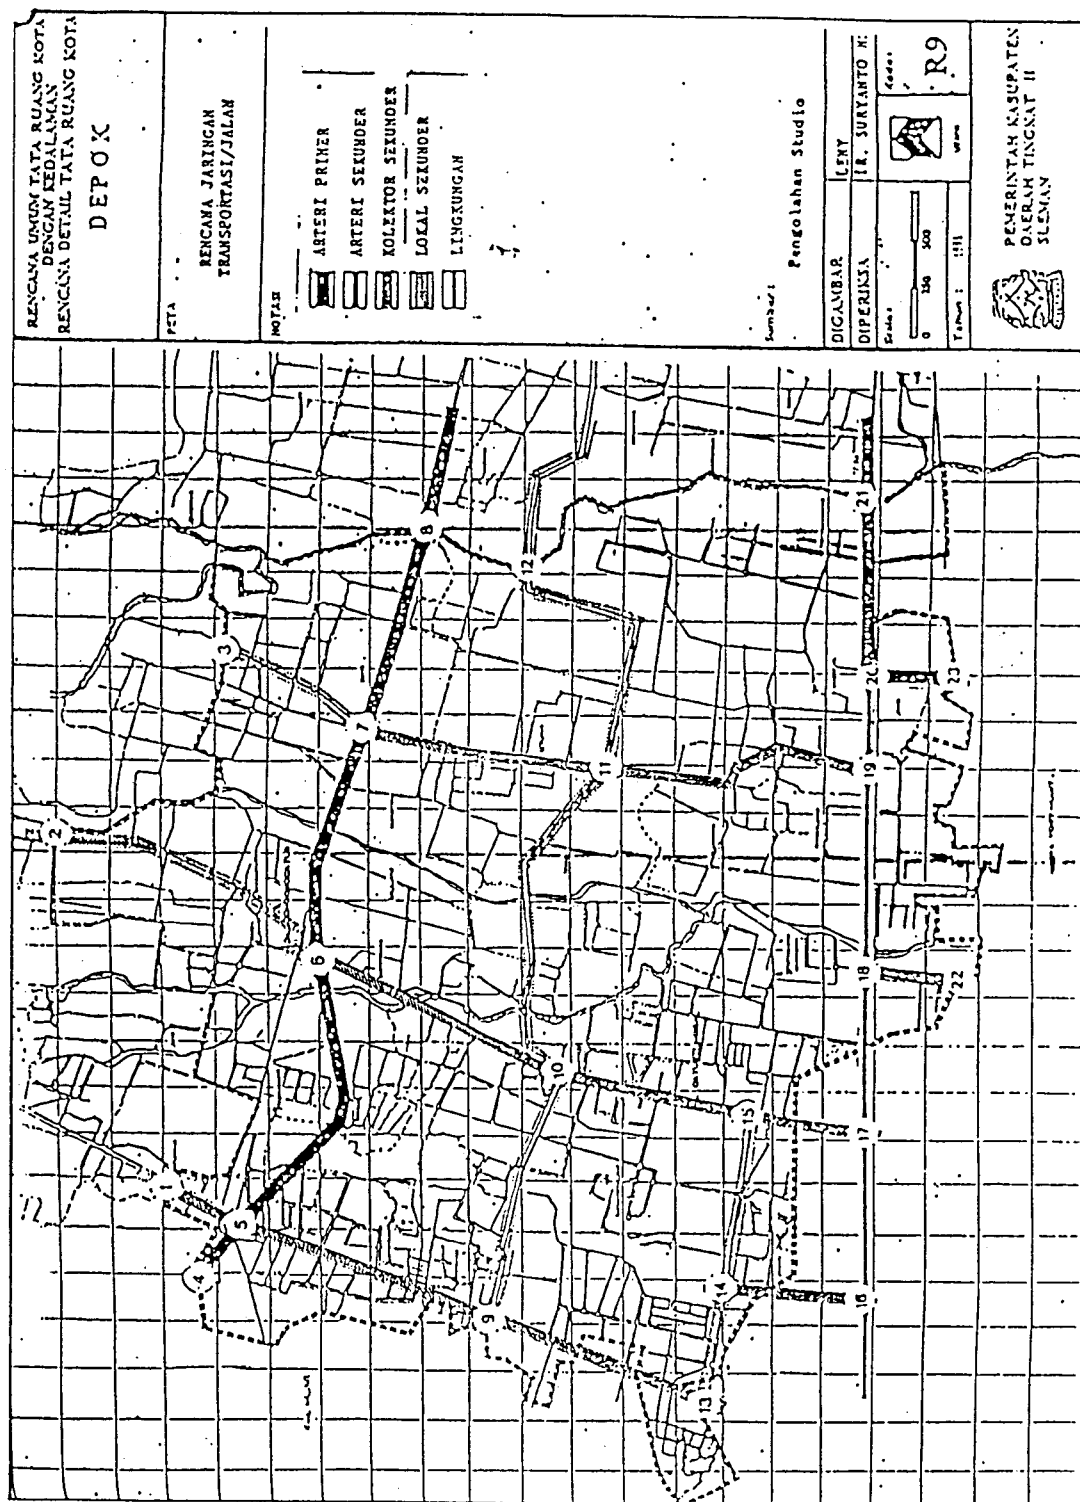 RENCANA UMUM TATA RUANG KOTA
DENGAN KEDALAMAN
RENCANA DETAIL TATA RUANG KOTA
DEPOK
PETA
RENCANA JARINGAN
TRANSPORTASI/JALAN
NOTASI
ARTERI PRIMER
ARTERI SEKUNDER
KOLEKTOR SEKUNDER
LOKAL SEKUNDER
LINGKUNGAN
Sumber:
Pengolahan Studio
DIGAMBAR
LENY
DIPERIKSA
IR. SURYANTO
Skala:
0 250 500
R9
Tahun :
PEMERINTAH KABUPATEN
DAERAH TINGKAT II
SLEMAN
1
2
3
4
5
6
7
8
9
10
11
12
13
14
15
16
17
18
19
20
21
22
23